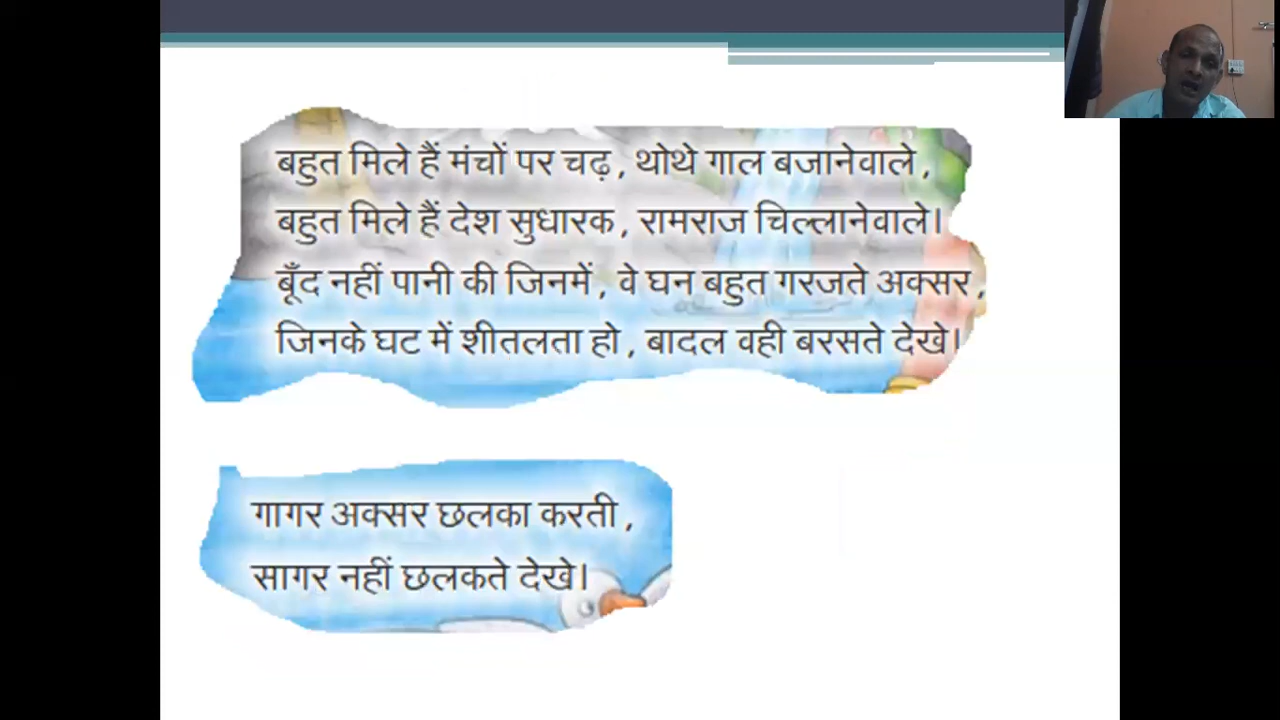 बहुत मिले हैं मंचों पर चढ़, थोथे गाल बजानेवाले,
बहुत मिले हैं देश सुधारक, रामराज चिल्लानेवाले।
बूँद नहीं पानी की जिनमें, वे घन बहुत गरजते अक्सर,
जिनके घट में शीतलता हो, बादल वही बरसते देखे।
गागर अक्सर छलका करती,
सागर नहीं छलकते देखे।